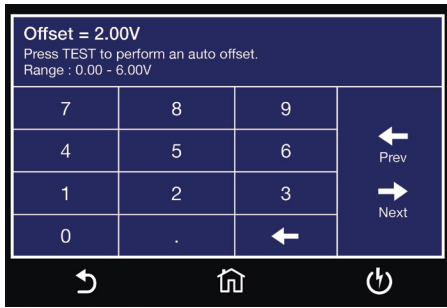 Offset = 2.00V
Press TEST to perform an auto offset.
Range : 0.00 - 6.00V
7 8 9
4 5 6
Prev
1 2 3
Next
0 .